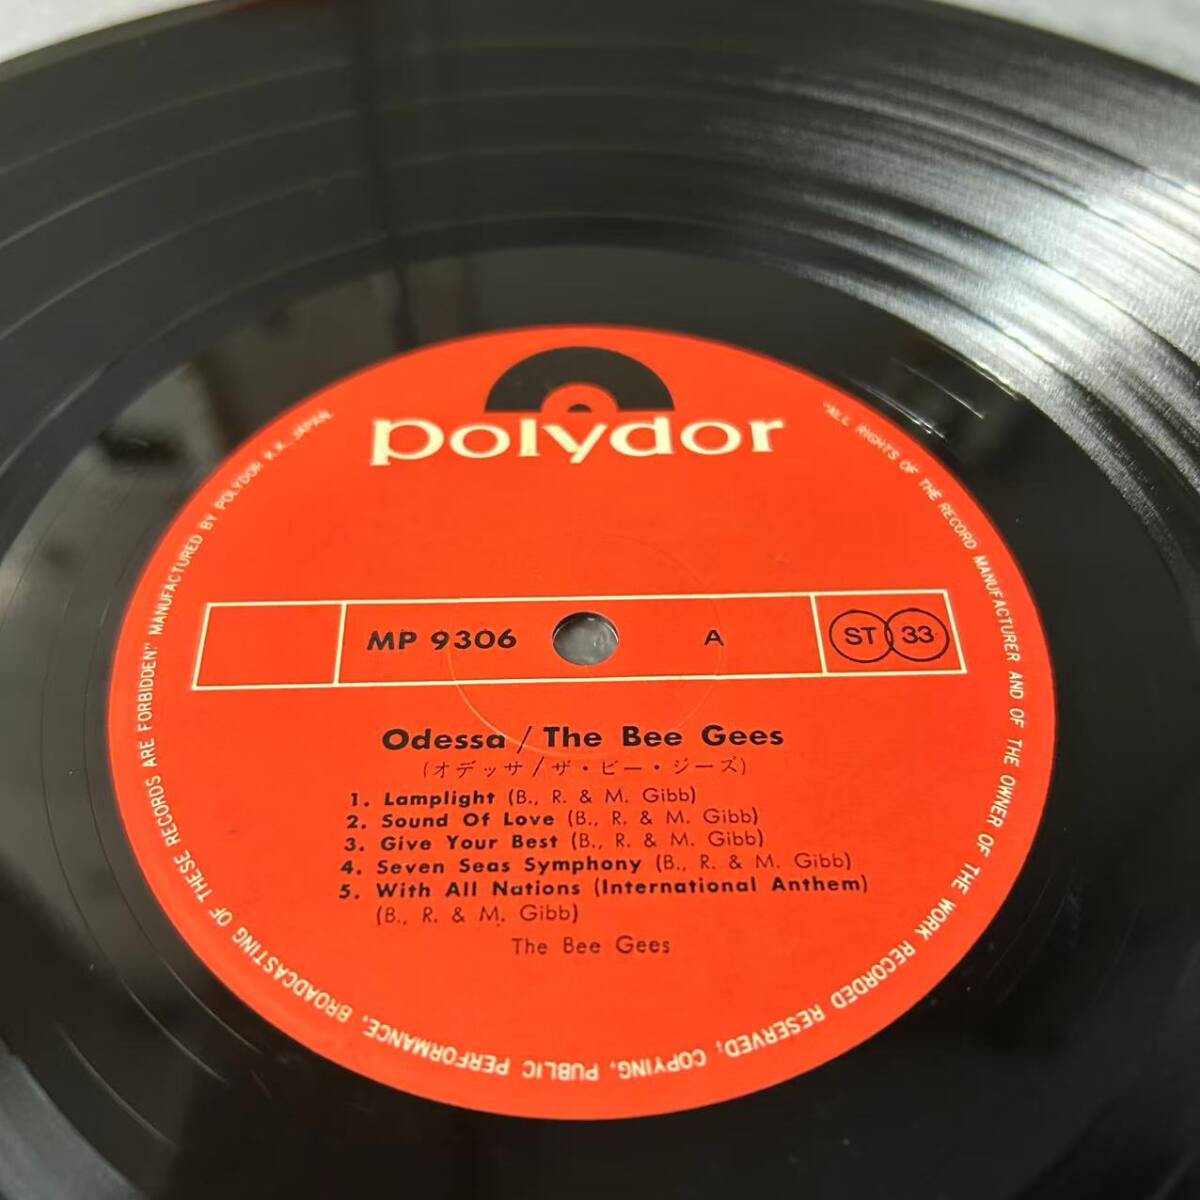 polydor
"ALL RIGHTS OF THE RECORD MANUFACTURER AND OF THE OWNER OF THE WORK RECORDED RESERVED; COPYING, PUBLIC PERFORMANCE, BROADCASTING OF THESE RECORDS ARE FORBIDDEN." MANUFACTURED BY POLYDOR K.K., JAPAN.
MP 9306 A ST 33
Odessa / The Bee Gees
(オデッサ/ザ・ビー・ジーズ)
1. Lamplight (B., R. & M. Gibb)
2. Sound Of Love (B., R. & M. Gibb)
3. Give Your Best (B., R. & M. Gibb)
4. Seven Seas Symphony (B., R. & M. Gibb)
5. With All Nations (International Anthem)
(B., R. & M. Gibb)
The Bee Gees